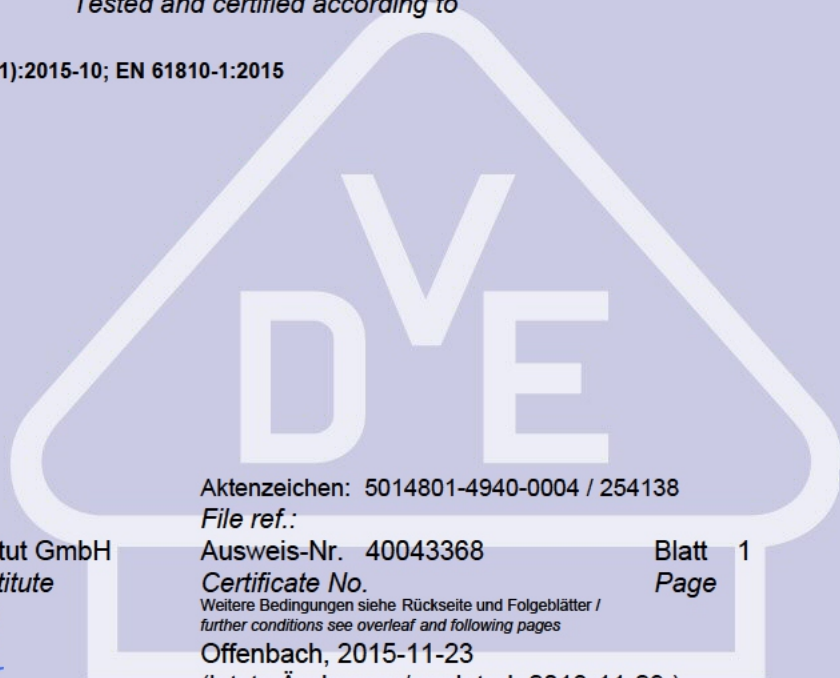 Tested and certified according to
1):2015-10; EN 61810-1:2015
VDE
Aktenzeichen: 5014801-4940-0004 / 254138
File ref.:
tut GmbH Ausweis-Nr. 40043368 Blatt 1
titute Certificate No. Page
Weitere Bedingungen siehe Rückseite und Folgeblätter /
further conditions see overleaf and following pages
Offenbach, 2015-11-23